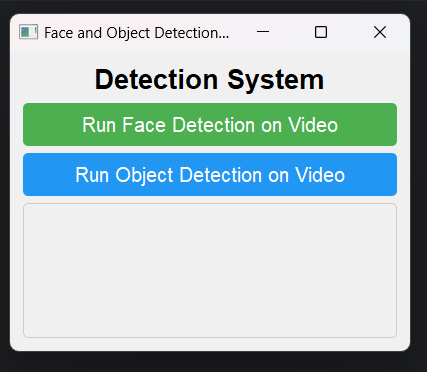 Face and Object Detection...
Detection System
Run Face Detection on Video
Run Object Detection on Video